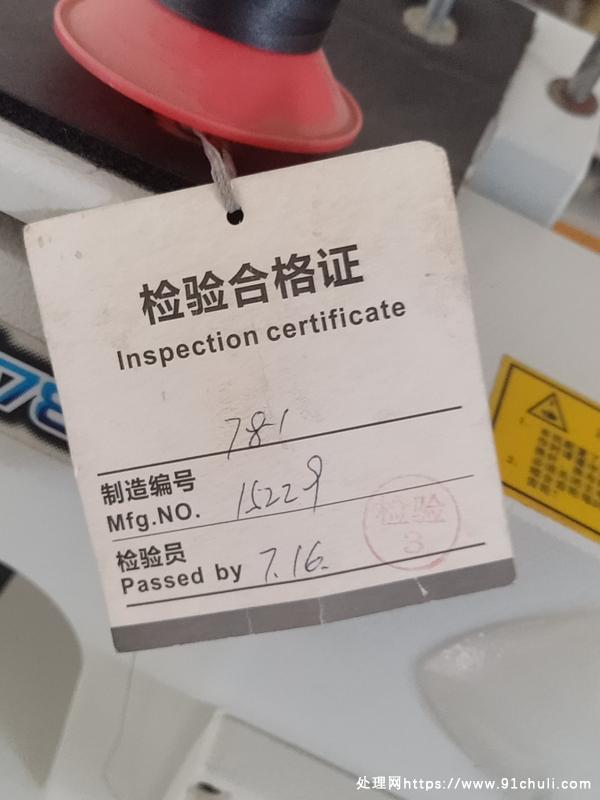 检验合格证
Inspection certificate
781
制造编号
Mfg.NO. 15229
检验员
Passed by 7.16.
检验
3
78
处理网https://www.91chuli.com